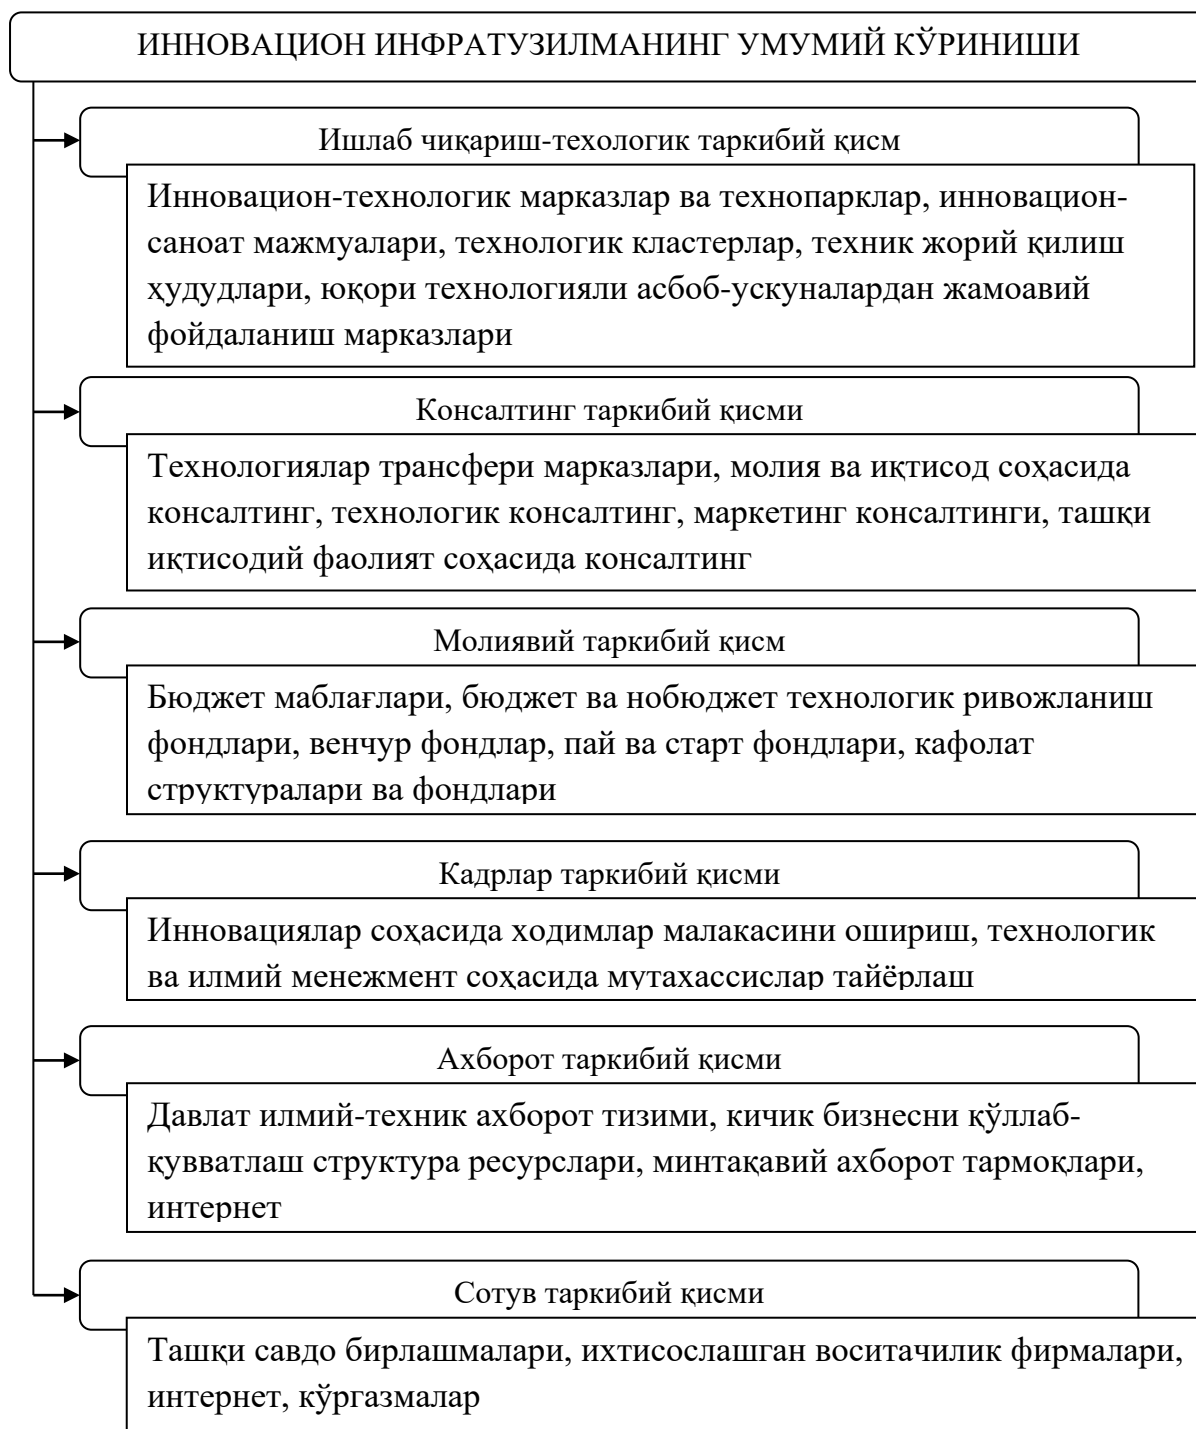 ИННОВАЦИОН ИНФРАТУЗИЛМАНИНГ УМУМИЙ КЎРИНИШИ
Ишлаб чиқариш-техологик таркибий қисм
Инновацион-технологик марказлар ва технопарклар, инновацион-
саноат мажмуалари, технологик кластерлар, техник жорий қилиш
ҳудудлари, юқори технологияли асбоб-ускуналардан жамоавий
фойдаланиш марказлари
Консалтинг таркибий қисми
Технологиялар трансфери марказлари, молия ва иқтисод соҳасида
консалтинг, технологик консалтинг, маркетинг консалтинги, ташқи
иқтисодий фаолият соҳасида консалтинг
Молиявий таркибий қисм
Бюджет маблағлари, бюджет ва нобюджет технологик ривожланиш
фондлари, венчур фондлар, пай ва старт фондлари, кафолат
структуралари ва фондлари
Кадрлар таркибий қисми
Инновациялар соҳасида ходимлар малакасини ошириш, технологик
ва илмий менежмент соҳасида мутахассислар тайёрлаш
Ахборот таркибий қисми
Давлат илмий-техник ахборот тизими, кичик бизнесни қўллаб-
қувватлаш структура ресурслари, минтақавий ахборот тармоқлари,
интернет
Сотув таркибий қисми
Ташқи савдо бирлашмалари, ихтисослашган воситачилик фирмалари,
интернет, кўргазмалар